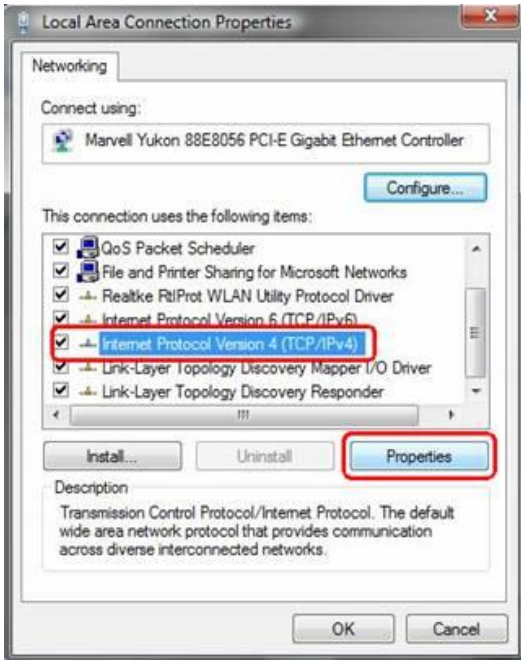 Local Area Connection Properties
Networking
Connect using:
Marvell Yukon 88E8056 PCI-E Gigabit Ethernet Controller
Configure...
This connection uses the following items:
QoS Packet Scheduler
File and Printer Sharing for Microsoft Networks
Realtke RtlProt WLAN Utility Protocol Driver
Internet Protocol Version 6 (TCP/IPv6)
Internet Protocol Version 4 (TCP/IPv4)
Link-Layer Topology Discovery Mapper I/O Driver
Link-Layer Topology Discovery Responder
Install...
Uninstall
Properties
Description
Transmission Control Protocol/Internet Protocol. The default
wide area network protocol that provides communication
across diverse interconnected networks.
OK
Cancel